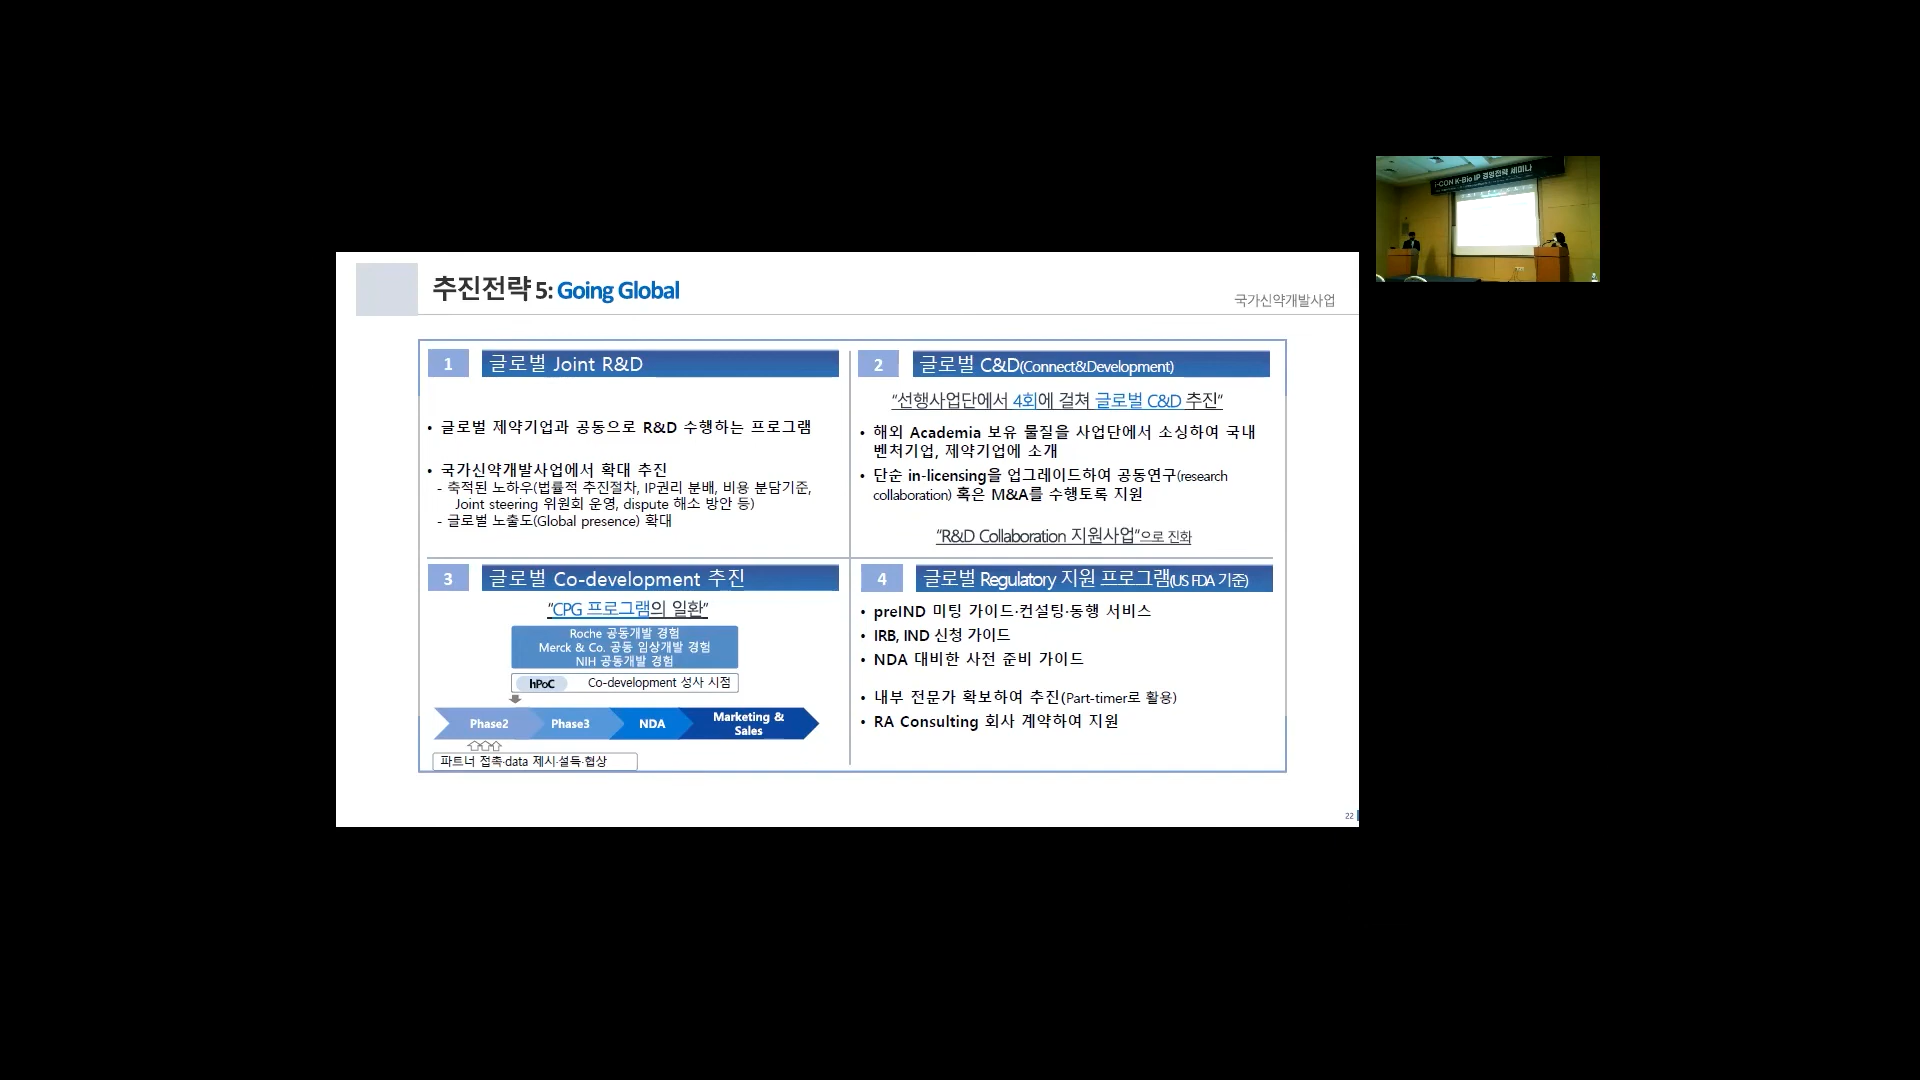 i-CON K-Bio IP 경영전략 세미나
추진전략 5: Going Global
국가신약개발사업
1
글로벌 Joint R&D
• 글로벌 제약기업과 공동으로 R&D 수행하는 프로그램
• 국가신약개발사업에서 확대 추진
- 축적된 노하우(법률적 추진절차, IP권리 분배, 비용 분담기준,
Joint steering 위원회 운영, dispute 해소 방안 등)
- 글로벌 노출도(Global presence) 확대
2
글로벌 C&D(Connect&Development)
“선행사업단에서 4회에 걸쳐 글로벌 C&D 추진”
• 해외 Academia 보유 물질을 사업단에서 소싱하여 국내
벤처기업, 제약기업에 소개
• 단순 in-licensing을 업그레이드하여 공동연구(research
collaboration) 혹은 M&A를 수행토록 지원
“R&D Collaboration 지원사업”으로 진화
3
글로벌 Co-development 추진
“CPG 프로그램의 일환”
Roche 공동개발 경험
Merck & Co. 공동 임상개발 경험
NIH 공동개발 경험
hPoC Co-development 성사 시점
Phase2 Phase3 NDA Marketing &
Sales
파트너 접촉·data 제시·설득·협상
4
글로벌 Regulatory 지원 프로그램(US FDA 기준)
• preIND 미팅 가이드·컨설팅·동행 서비스
• IRB, IND 신청 가이드
• NDA 대비한 사전 준비 가이드
• 내부 전문가 확보하여 추진(Part-timer로 활용)
• RA Consulting 회사 계약하여 지원
22